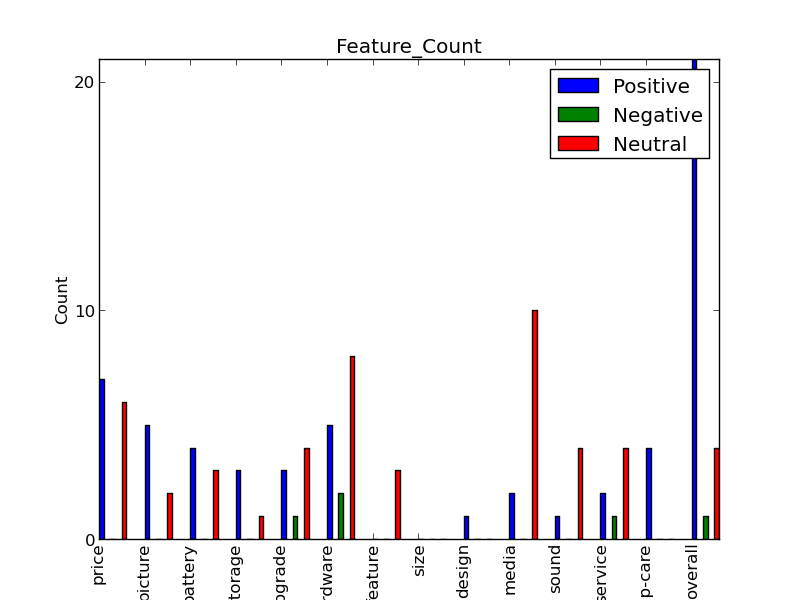 Feature_Count
Positive
Negative
Neutral
Count
20
10
0
price
picture
battery
torage
pgrade
rdware
feature
size
design
media
sound
service
p-care
overall